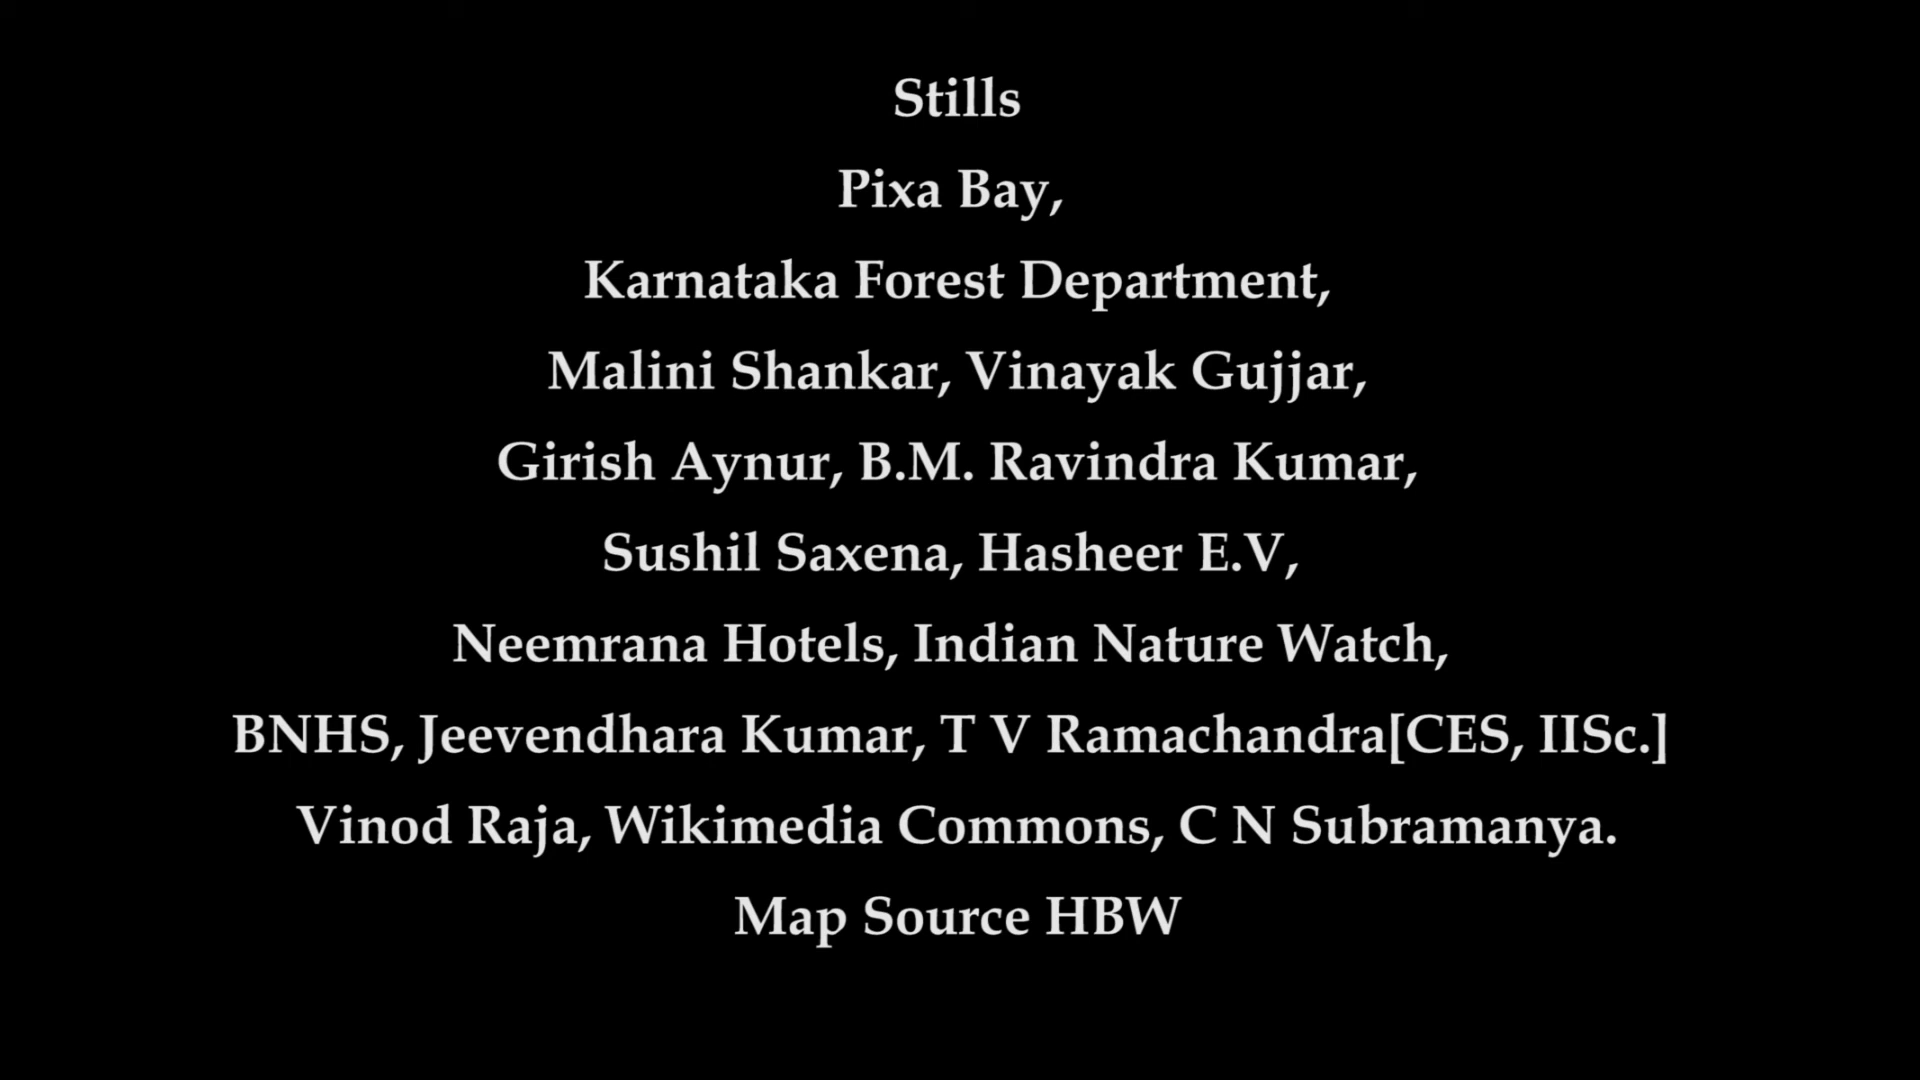 Stills
Pixa Bay,
Karnataka Forest Department,
Malini Shankar, Vinayak Gujjar,
Girish Aynur, B.M. Ravindra Kumar,
Sushil Saxena, Hasheer E.V,
Neemrana Hotels, Indian Nature Watch,
BNHS, Jeevendhara Kumar, T V Ramachandra[CES, IISc.]
Vinod Raja, Wikimedia Commons, C N Subramanya.
Map Source HBW